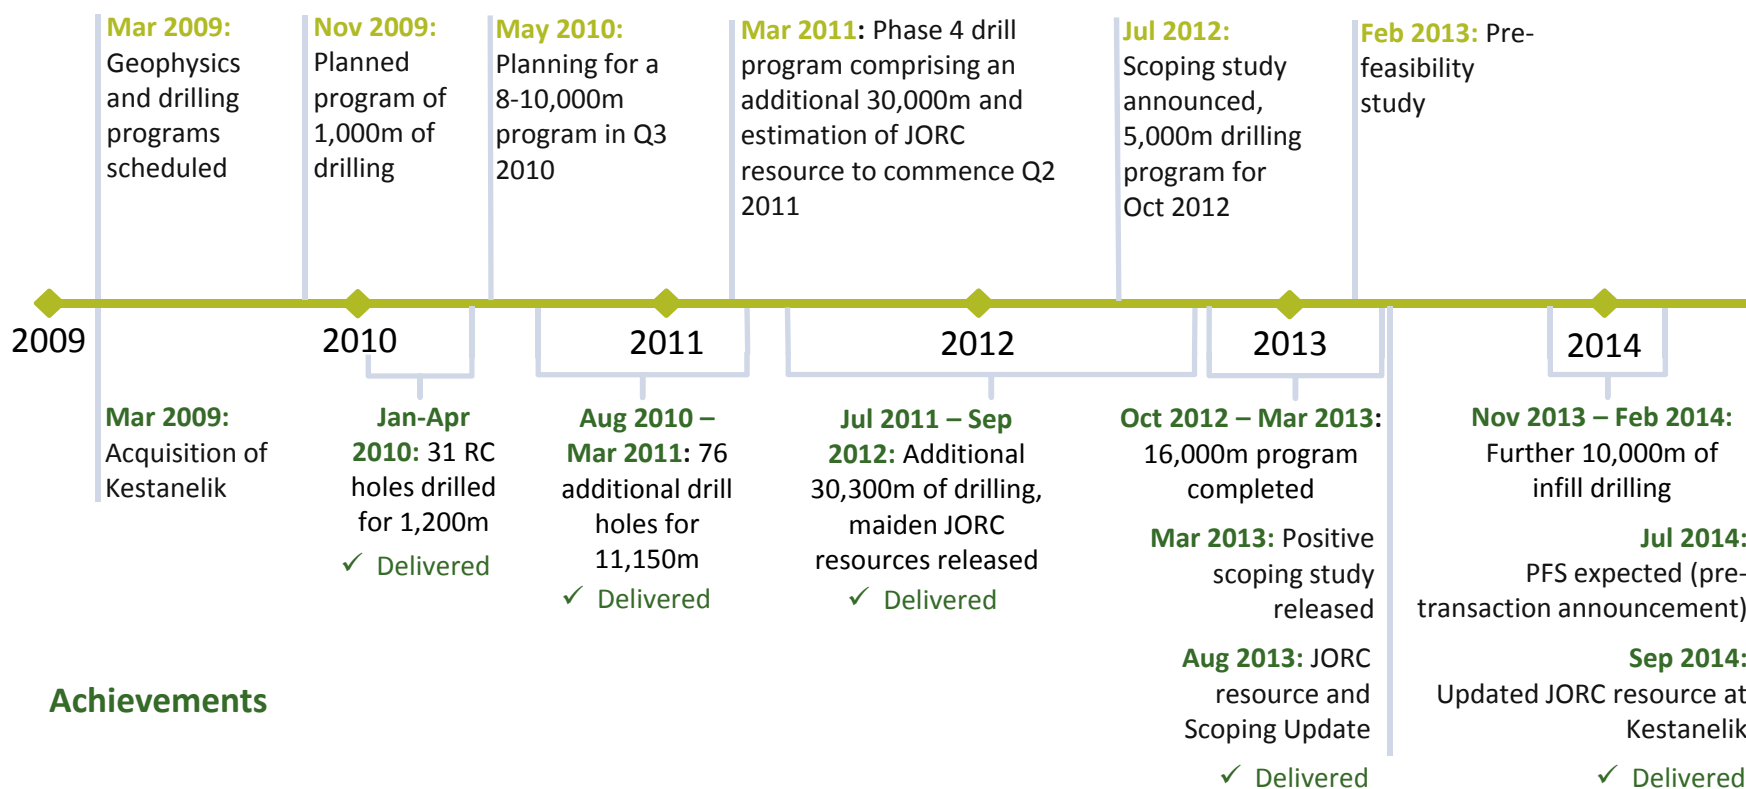 Mar 2009:
Geophysics
and drilling
programs
scheduled
Nov 2009:
Planned
program of
1,000m of
drilling
May 2010:
Planning for a
8-10,000m
program in Q3
2010
Mar 2011: Phase 4 drill
program comprising an
additional 30,000m and
estimation of JORC
resource to commence Q2
2011
Jul 2012:
Scoping study
announced,
5,000m drilling
program for
Oct 2012
Feb 2013: Pre-
feasibility
study
2009
2010
2011
2012
2013
2014
Mar 2009:
Acquisition of
Kestanelik
Jan-Apr
2010: 31 RC
holes drilled
for 1,200m
✓ Delivered
Aug 2010 –
Mar 2011: 76
additional drill
holes for
11,150m
✓ Delivered
Jul 2011 – Sep
2012: Additional
30,300m of drilling,
maiden JORC
resources released
✓ Delivered
Oct 2012 – Mar 2013:
16,000m program
completed
Mar 2013: Positive
scoping study
released
Aug 2013: JORC
resource and
Scoping Update
✓ Delivered
Nov 2013 – Feb 2014:
Further 10,000m of
infill drilling
Jul 2014:
PFS expected (pre-
transaction announcement)
Sep 2014:
Updated JORC resource at
Kestanelik
✓ Delivered
Achievements